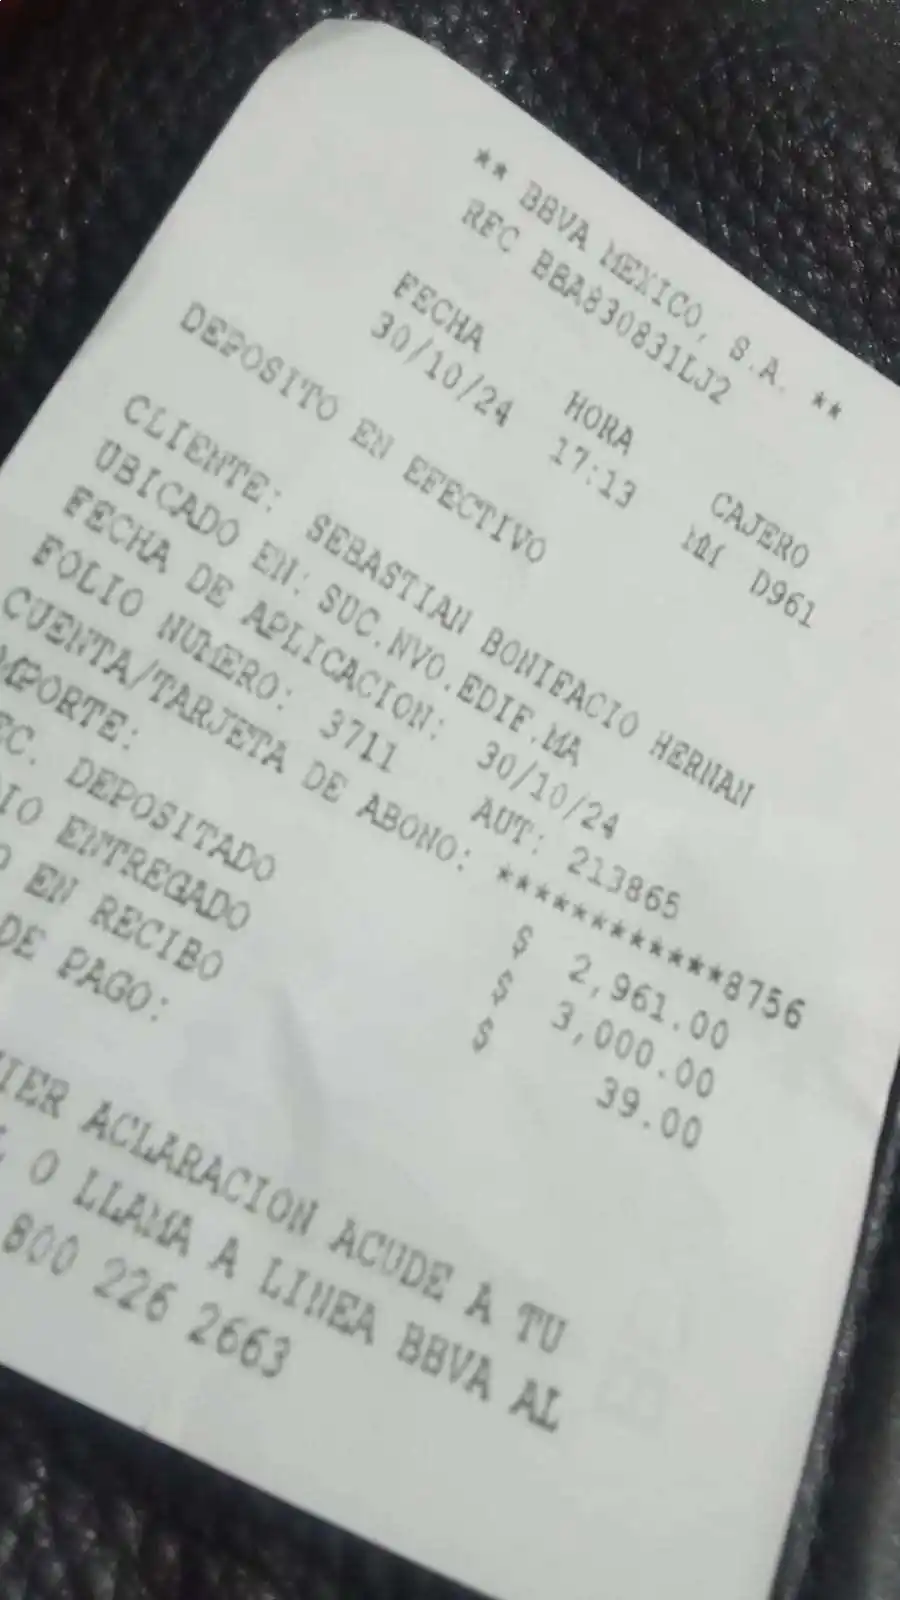 ** BBVA MEXICO, S.A. **
RFC BBA830831LJ2
FECHA HORA CAJERO
30/10/24 17:13 MM D961
DEPOSITO EN EFECTIVO
CLIENTE: SEBASTIAN BONIFACIO HERNAN
UBICADO EN: SUC.NVO.EDIF.MA
FECHA DE APLICACION: 30/10/24
FOLIO NUMERO: 3711 AUT: 213865
CUENTA/TARJETA DE ABONO: ************8756
MPORTE: $ 2,961.00
EC. DEPOSITADO $ 3,000.00
IO ENTREGADO $ 39.00
O EN RECIBO
DE PAGO:
IER ACLARACION ACUDE A TU
L O LLAMA A LINEA BBVA AL
800 226 2663